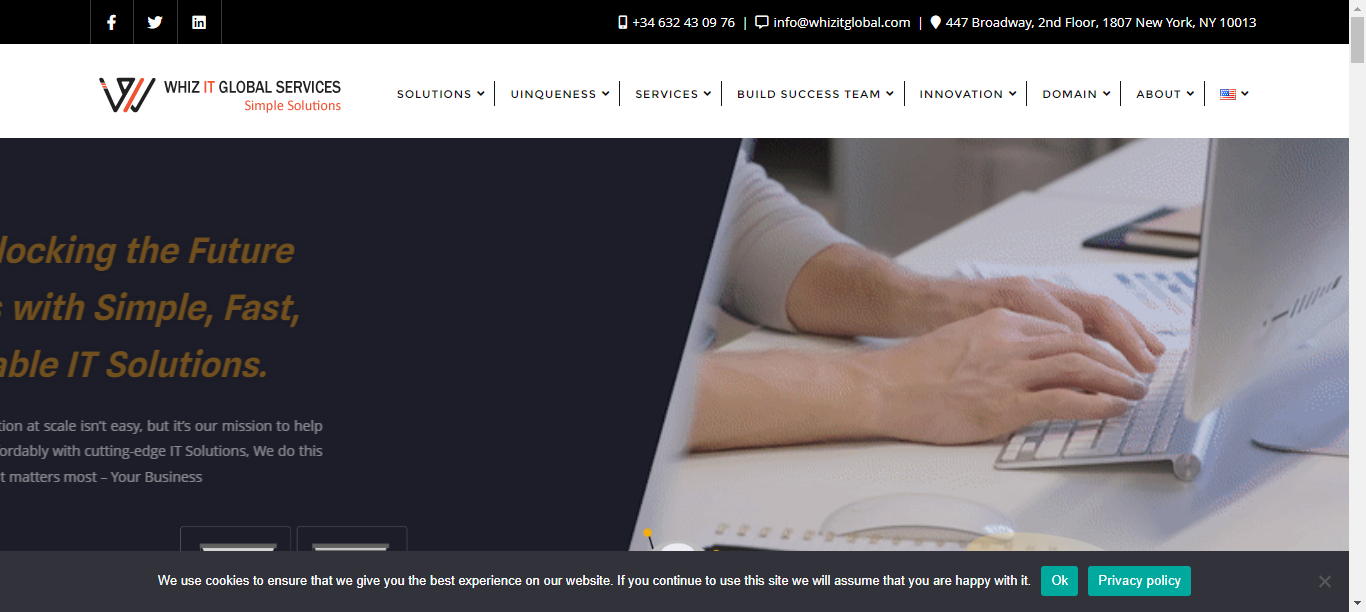 +34 632 43 09 76 | info@whizitglobal.com | 447 Broadway, 2nd Floor, 1807 New York, NY 10013
WHIZ IT GLOBAL SERVICES
Simple Solutions
SOLUTIONS UINQUENESS SERVICES BUILD SUCCESS TEAM INNOVATION DOMAIN ABOUT
locking the Future
s with Simple, Fast,
able IT Solutions.
tion at scale isn't easy, but it's our mission to help
fordably with cutting-edge IT Solutions, We do this
t matters most – Your Business
We use cookies to ensure that we give you the best experience on our website. If you continue to use this site we will assume that you are happy with it. Ok Privacy policy